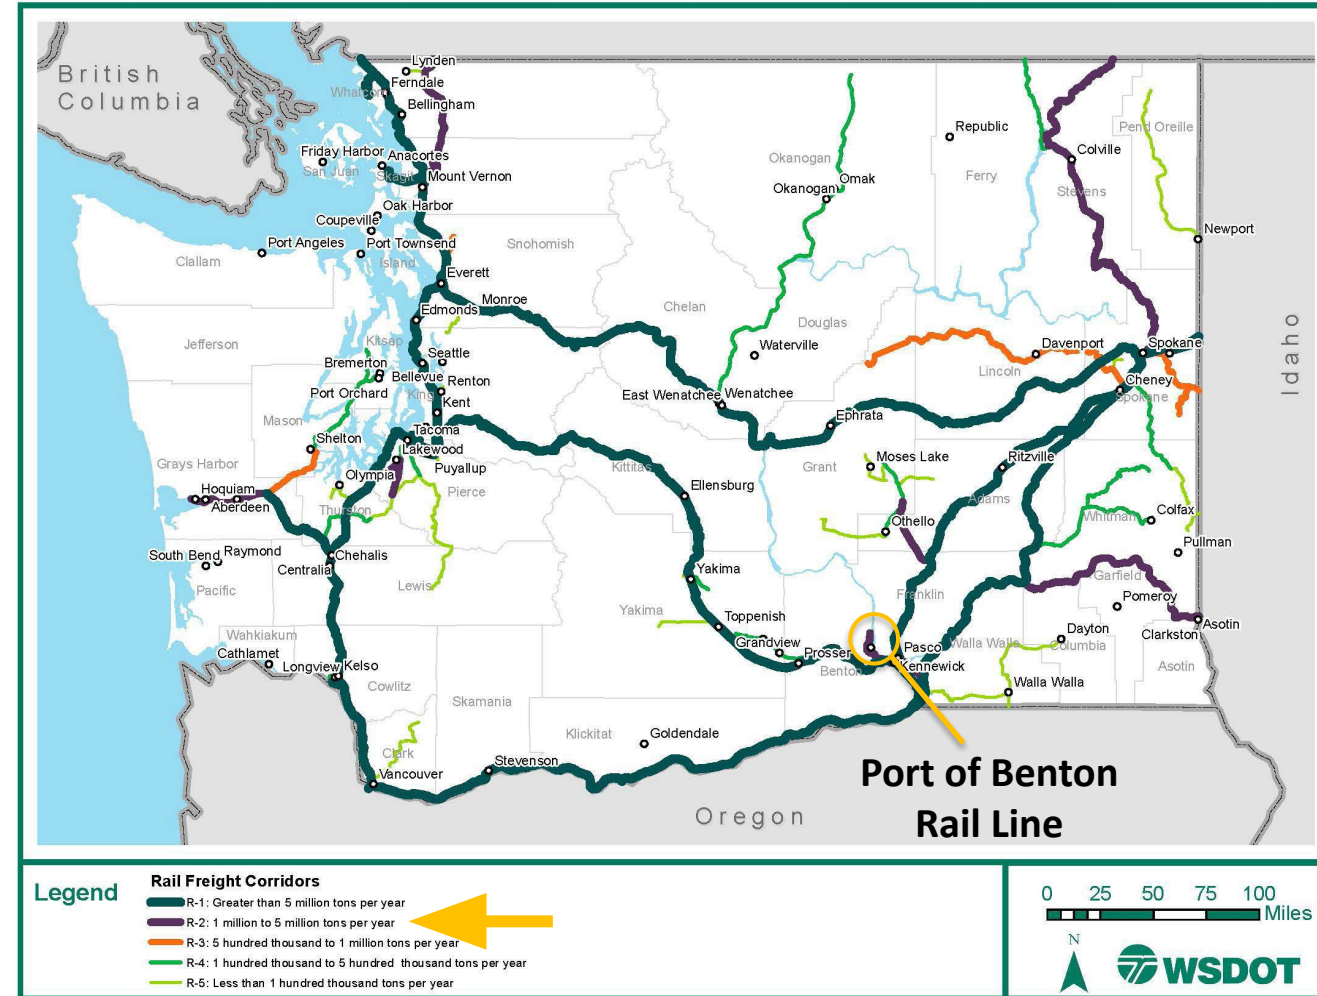 British
Columbia
Lynden
Ferndale
Whatcom
Bellingham
Republic
Pend Oreille
Friday Harbor
Anacortes
San Juan
Skagit
Mount Vernon
Okanogan
Omak
Okanogan
Ferry
Colville
Stevens
Oak Harbor
Coupeville
Port Angeles
Port Townsend
Clallam
Island
Snohomish
Newport
Everett
Monroe
Chelan
Edmonds
Douglas
Jefferson
Kitsap
Seattle
Waterville
Davenport
Spokane
Lincoln
Bremerton
Bellevue
Renton
Port Orchard
King
Kent
East Wenatchee
Wenatchee
Cheney
Spokane
Idaho
Mason
Ephrata
Shelton
Tacoma
Lakewood
Puyallup
Grays Harbor
Kittitas
Grant
Moses Lake
Ritzville
Olympia
Pierce
Ellensburg
Adams
Hoquiam
Aberdeen
Thurston
Othello
Whitman
Colfax
Pullman
South Bend
Raymond
Chehalis
Centralia
Pacific
Lewis
Yakima
Garfield
Franklin
Pomeroy
Yakima
Toppenish
Wahkiakum
Cathlamet
Grandview
Prosser
Benton
Pasco
Kennewick
Walla Walla
Dayton
Columbia
Clarkston
Asotin
Asotin
Longview
Kelso
Cowlitz
Skamania
Walla Walla
Klickitat
Goldendale
Clark
Vancouver
Stevenson
Oregon
Port of Benton
Rail Line
Legend
Rail Freight Corridors
R-1: Greater than 5 million tons per year
R-2: 1 million to 5 million tons per year
R-3: 5 hundred thousand to 1 million tons per year
R-4: 1 hundred thousand to 5 hundred thousand tons per year
R-5: Less than 1 hundred thousand tons per year
0 25 50 75 100
Miles
N
WSDOT